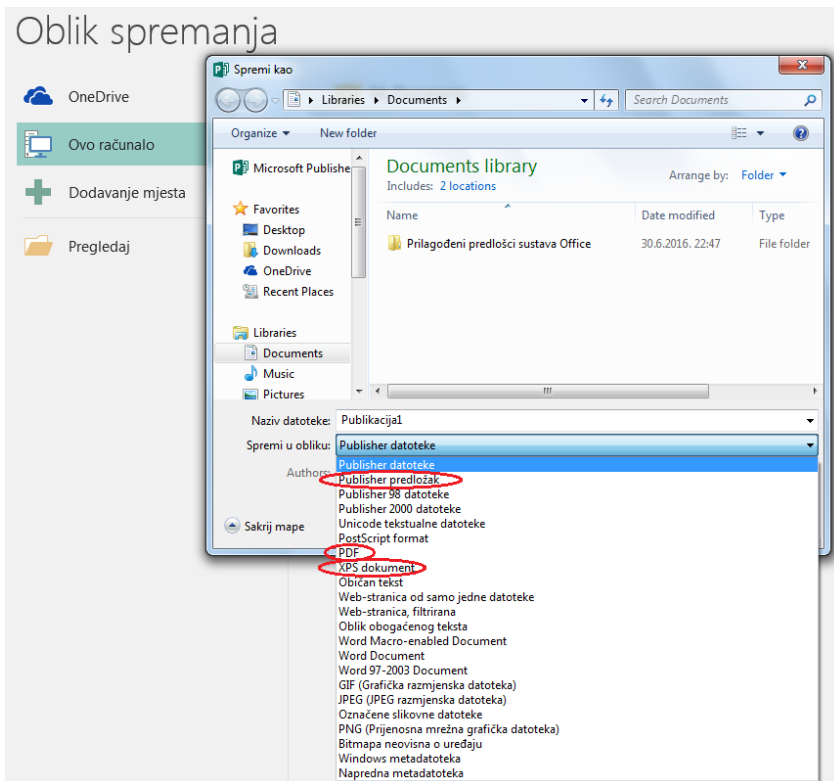 Oblik spremanja
OneDrive
Ovo računalo
Dodavanje mjesta
Pregledaj
Spremi kao
Libraries Documents
Search Documents
Organize New folder
Microsoft Publishe
Favorites
Desktop
Downloads
OneDrive
Recent Places
Libraries
Documents
Music
Pictures
Documents library
Includes: 2 locations
Arrange by: Folder
Name Date modified Type
Prilagođeni predlošci sustava Office 30.6.2016. 22:47 File folder
Naziv datoteke: Publikacija1
Spremi u obliku: Publisher datoteke
Authors:
Sakrij mape
Publisher datoteke
Publisher predložak
Publisher 98 datoteke
Publisher 2000 datoteke
Unicode tekstualne datoteke
PostScript format
PDF
XPS dokument
Običan tekst
Web-stranica od samo jedne datoteke
Web-stranica, filtrirana
Oblik obogaćenog teksta
Word Macro-enabled Document
Word Document
Word 97-2003 Document
GIF (Grafička razmjenska datoteka)
JPEG (JPEG razmjenska datoteka)
Označene slikovne datoteke
PNG (Prijenosna mrežna grafička datoteka)
Bitmapa neovisna o uređaju
Windows metadatoteka
Napredna metadatoteka